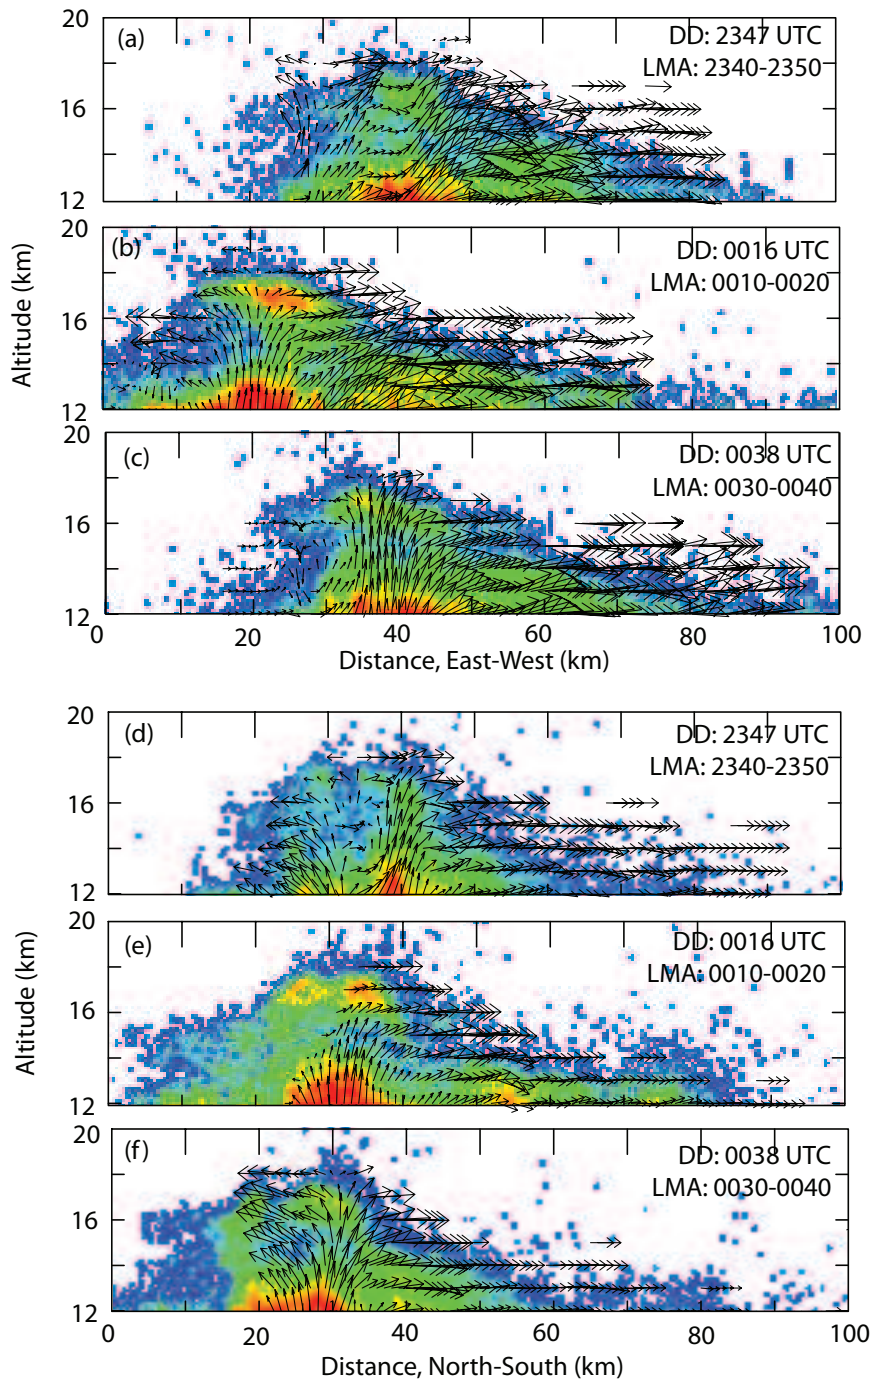 20
(a)
DD: 2347 UTC
LMA: 2340-2350
16
12
20
(b)
DD: 0016 UTC
LMA: 0010-0020
16
12
Altitude (km)
20
(c)
DD: 0038 UTC
LMA: 0030-0040
16
12
0 20 40 60 80 100
Distance, East-West (km)
20
(d)
DD: 2347 UTC
LMA: 2340-2350
16
12
20
(e)
DD: 0016 UTC
LMA: 0010-0020
16
12
Altitude (km)
20
(f)
DD: 0038 UTC
LMA: 0030-0040
16
12
0 20 40 60 80 100
Distance, North-South (km)